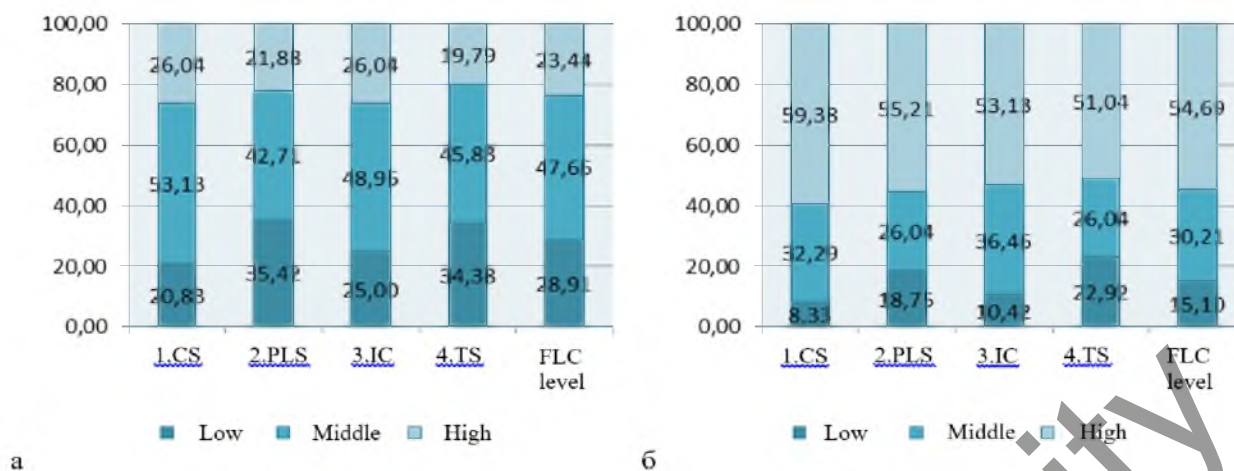 100,00
80,00
60,00
40,00
20,00
0,00
26,04 21,88 26,04 19,79 23,44
53,13 42,71 48,95 45,83 47,65
20,83 35,42 25,00 34,38 28,91
1.CS 2.PLS 3.IC 4.TS FLC level
Low Middle High
а
100,00
80,00
60,00
40,00
20,00
0,00
59,38 55,21 53,13 51,04 54,69
32,29 26,04 36,46 26,04 30,21
8,33 18,75 10,42 22,92 15,10
1.CS 2.PLS 3.IC 4.TS FLC level
Low Middle High
б